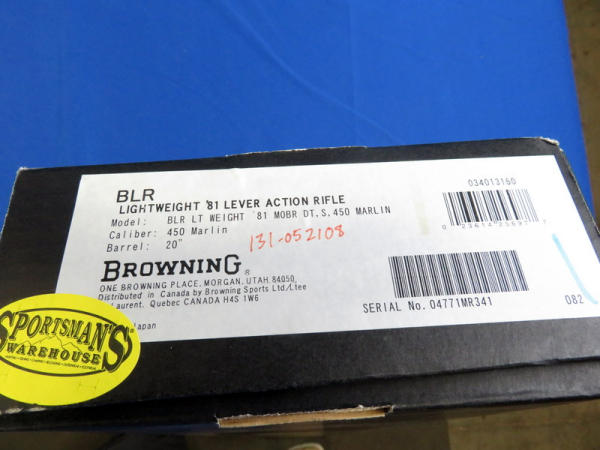 BLR
LIGHTWEIGHT '81 LEVER ACTION RIFLE
Model: BLR LT WEIGHT '81 MOBR DT,S,450 MARLIN
Caliber: 450 Marlin
Barrel: 20"
131-052108
BROWNING®
ONE BROWNING PLACE, MORGAN, UTAH 84050,
Distributed in Canada by Browning Sports Ltd/Ltee
Laurent, Quebec CANADA H4S 1W6
Japan
034013150
SERIAL No. 04771MR341
082
SPORTSMAN'S
WAREHOUSE